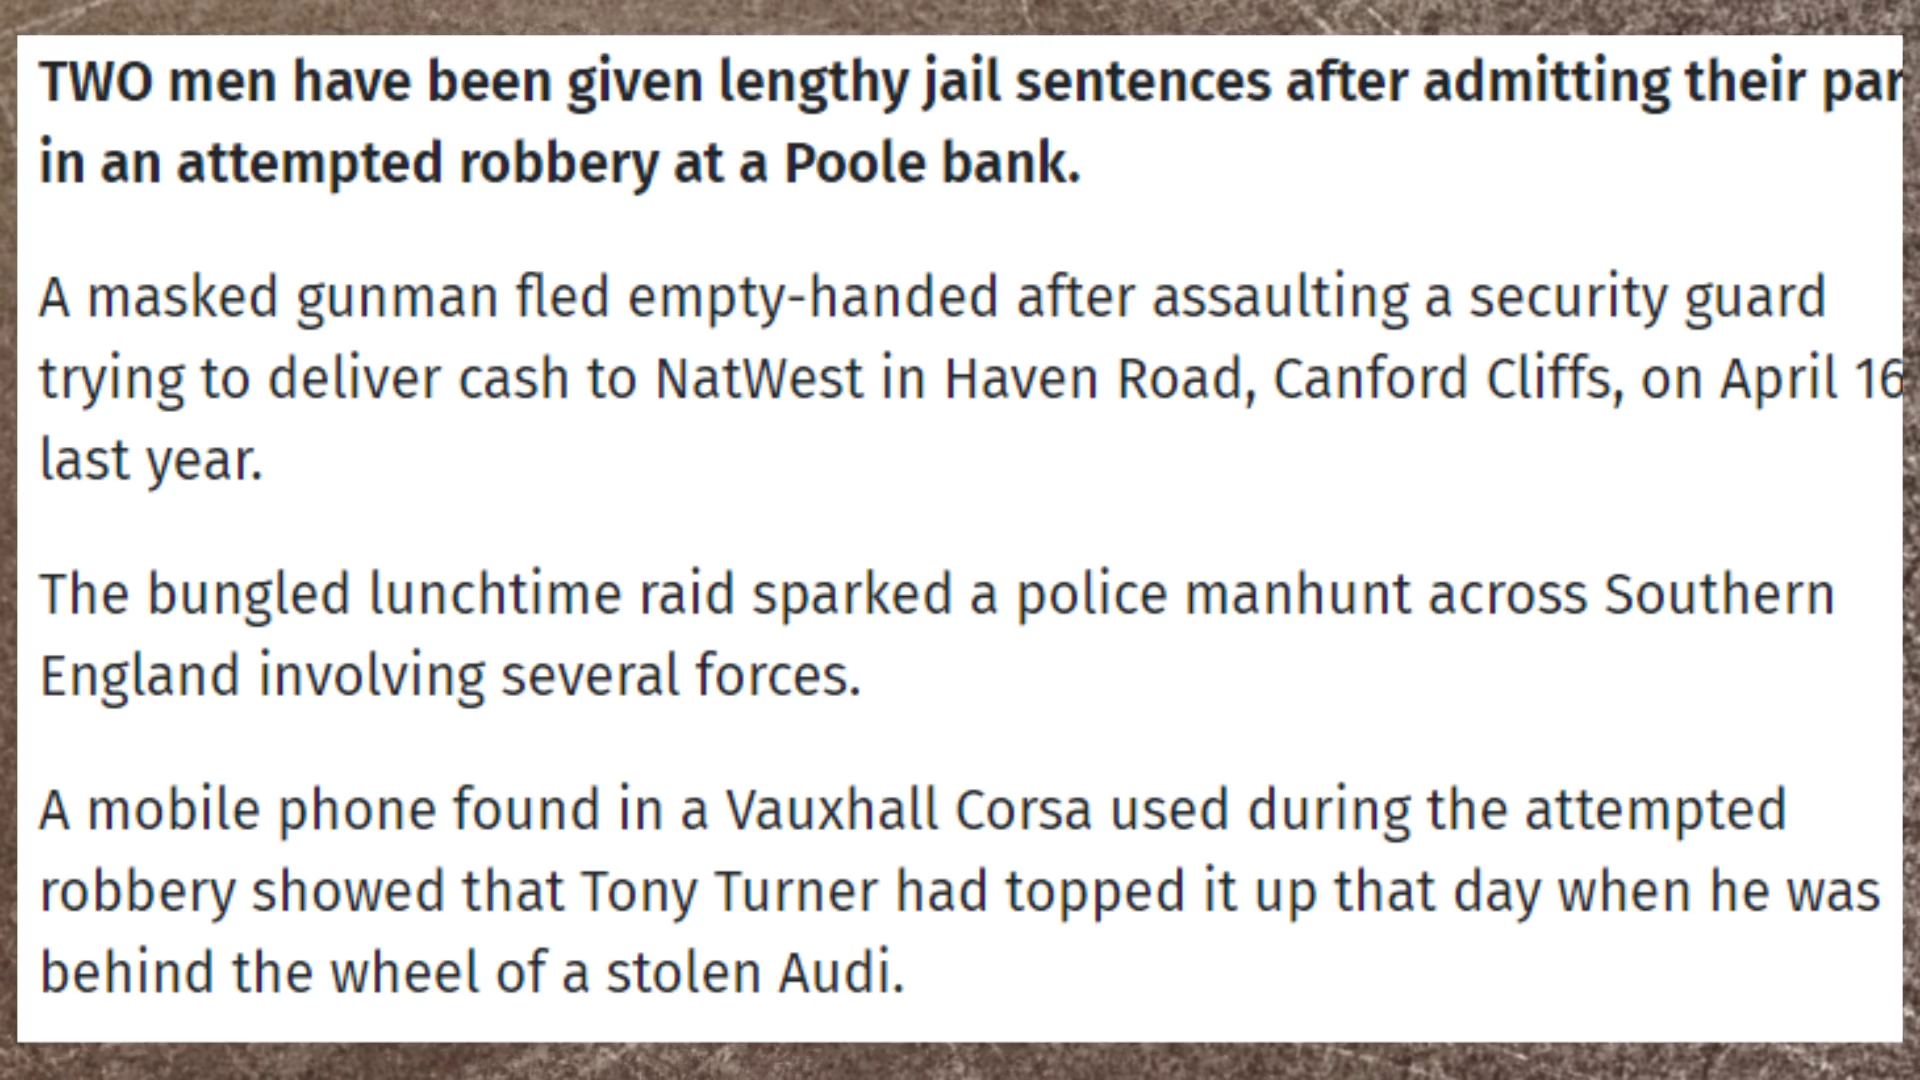 TWO men have been given lengthy jail sentences after admitting their par
in an attempted robbery at a Poole bank.
A masked gunman fled empty-handed after assaulting a security guard
trying to deliver cash to NatWest in Haven Road, Canford Cliffs, on April 16
last year.
The bungled lunchtime raid sparked a police manhunt across Southern
England involving several forces.
A mobile phone found in a Vauxhall Corsa used during the attempted
robbery showed that Tony Turner had topped it up that day when he was
behind the wheel of a stolen Audi.